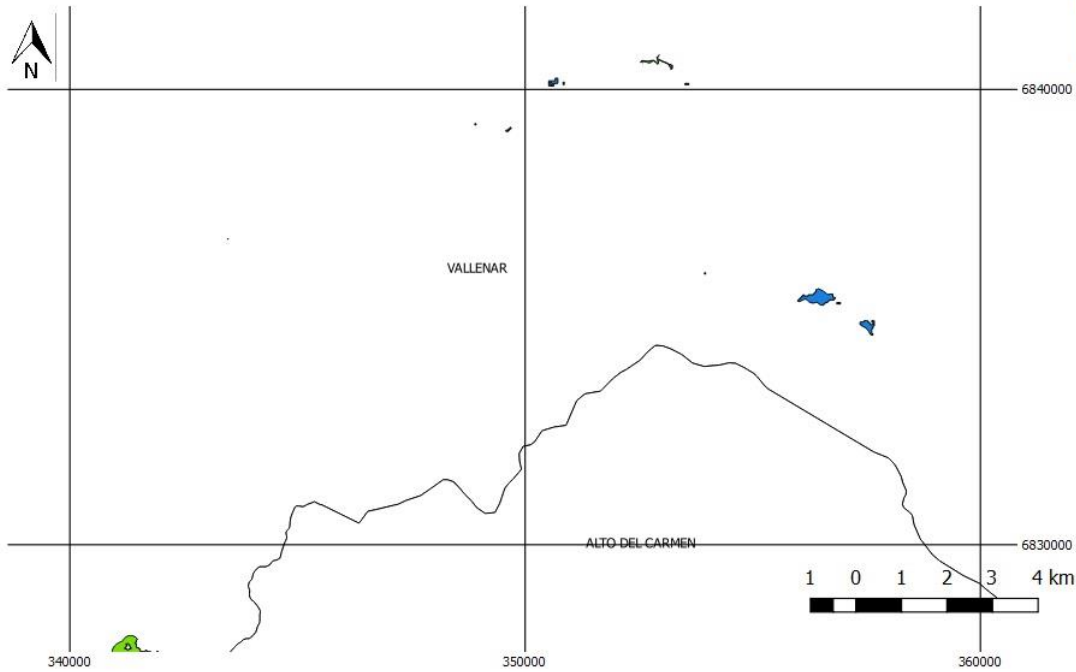 N
6840000
VALLENAR
ALTO DEL CARMEN
6830000
1 0 1 2 3 4 km
340000 350000 360000